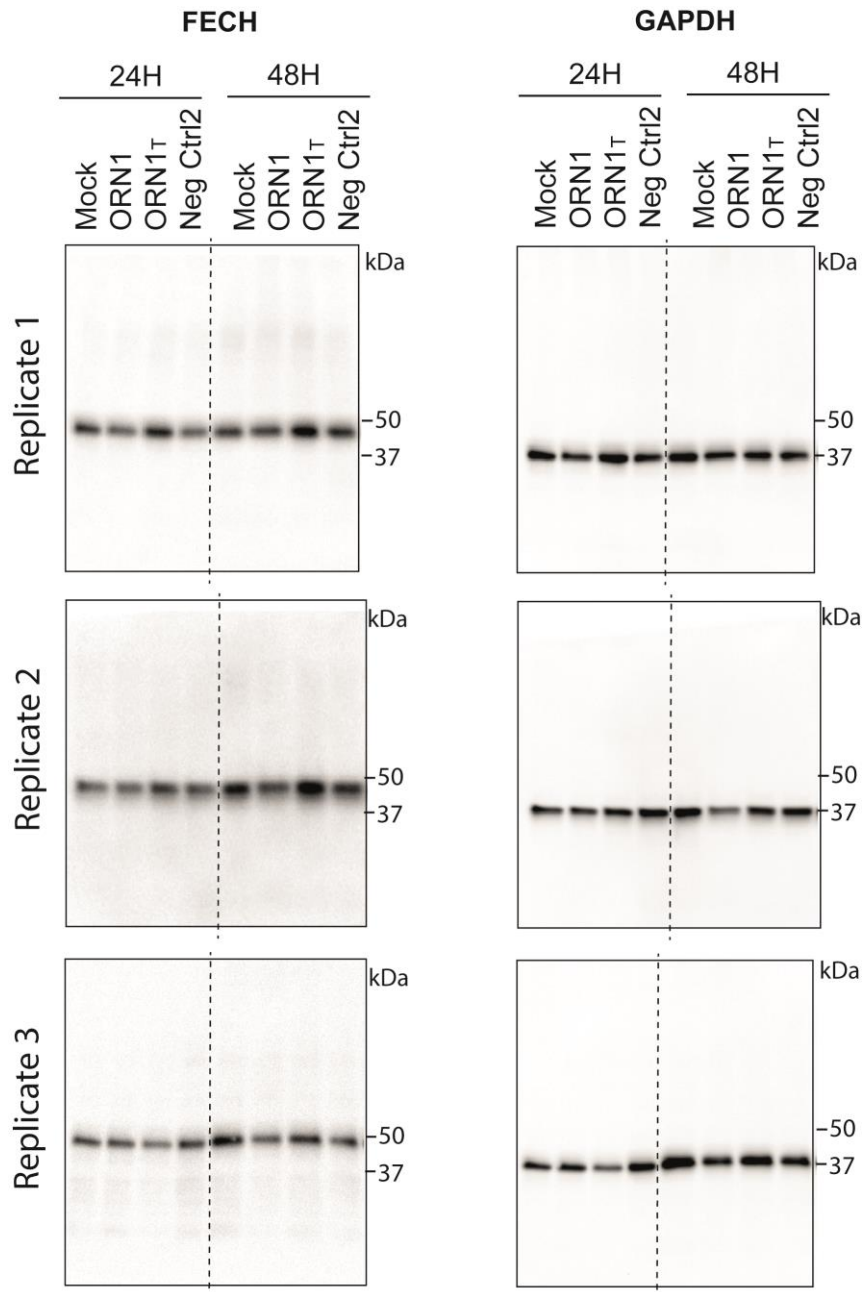 FECH
GAPDH
24H
48H
24H
48H
Mock
ORN1
ORN1T
Neg Ctrl2
Mock
ORN1
ORN1T
Neg Ctrl2
Mock
ORN1
ORN1T
Neg Ctrl2
Mock
ORN1
ORN1T
Neg Ctrl2
Replicate 1
kDa
50
37
kDa
50
37
Replicate 2
kDa
50
37
kDa
50
37
Replicate 3
kDa
50
37
kDa
50
37